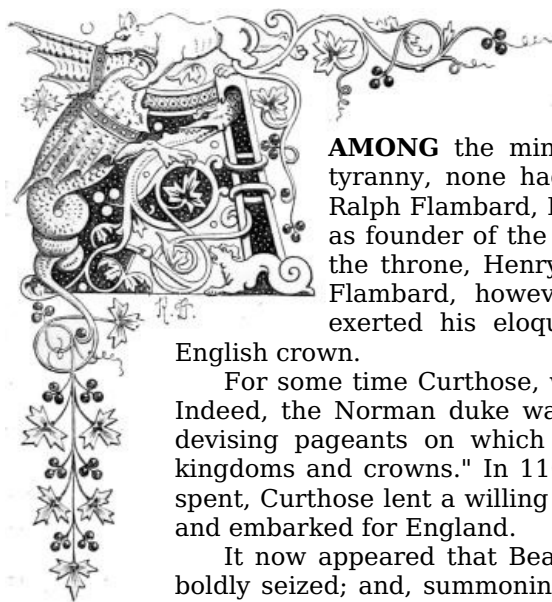 AMONG the min
tyranny, none had
Ralph Flambard,
as founder of the
the throne, Henry
Flambard, howev
exerted his eloqu
English crown.
For some time Curthose, w
Indeed, the Norman duke wa
devising pageants on which
kingdoms and crowns." In 11
spent, Curthose lent a willing
and embarked for England.
It now appeared that Bea
boldly seized; and, summonin